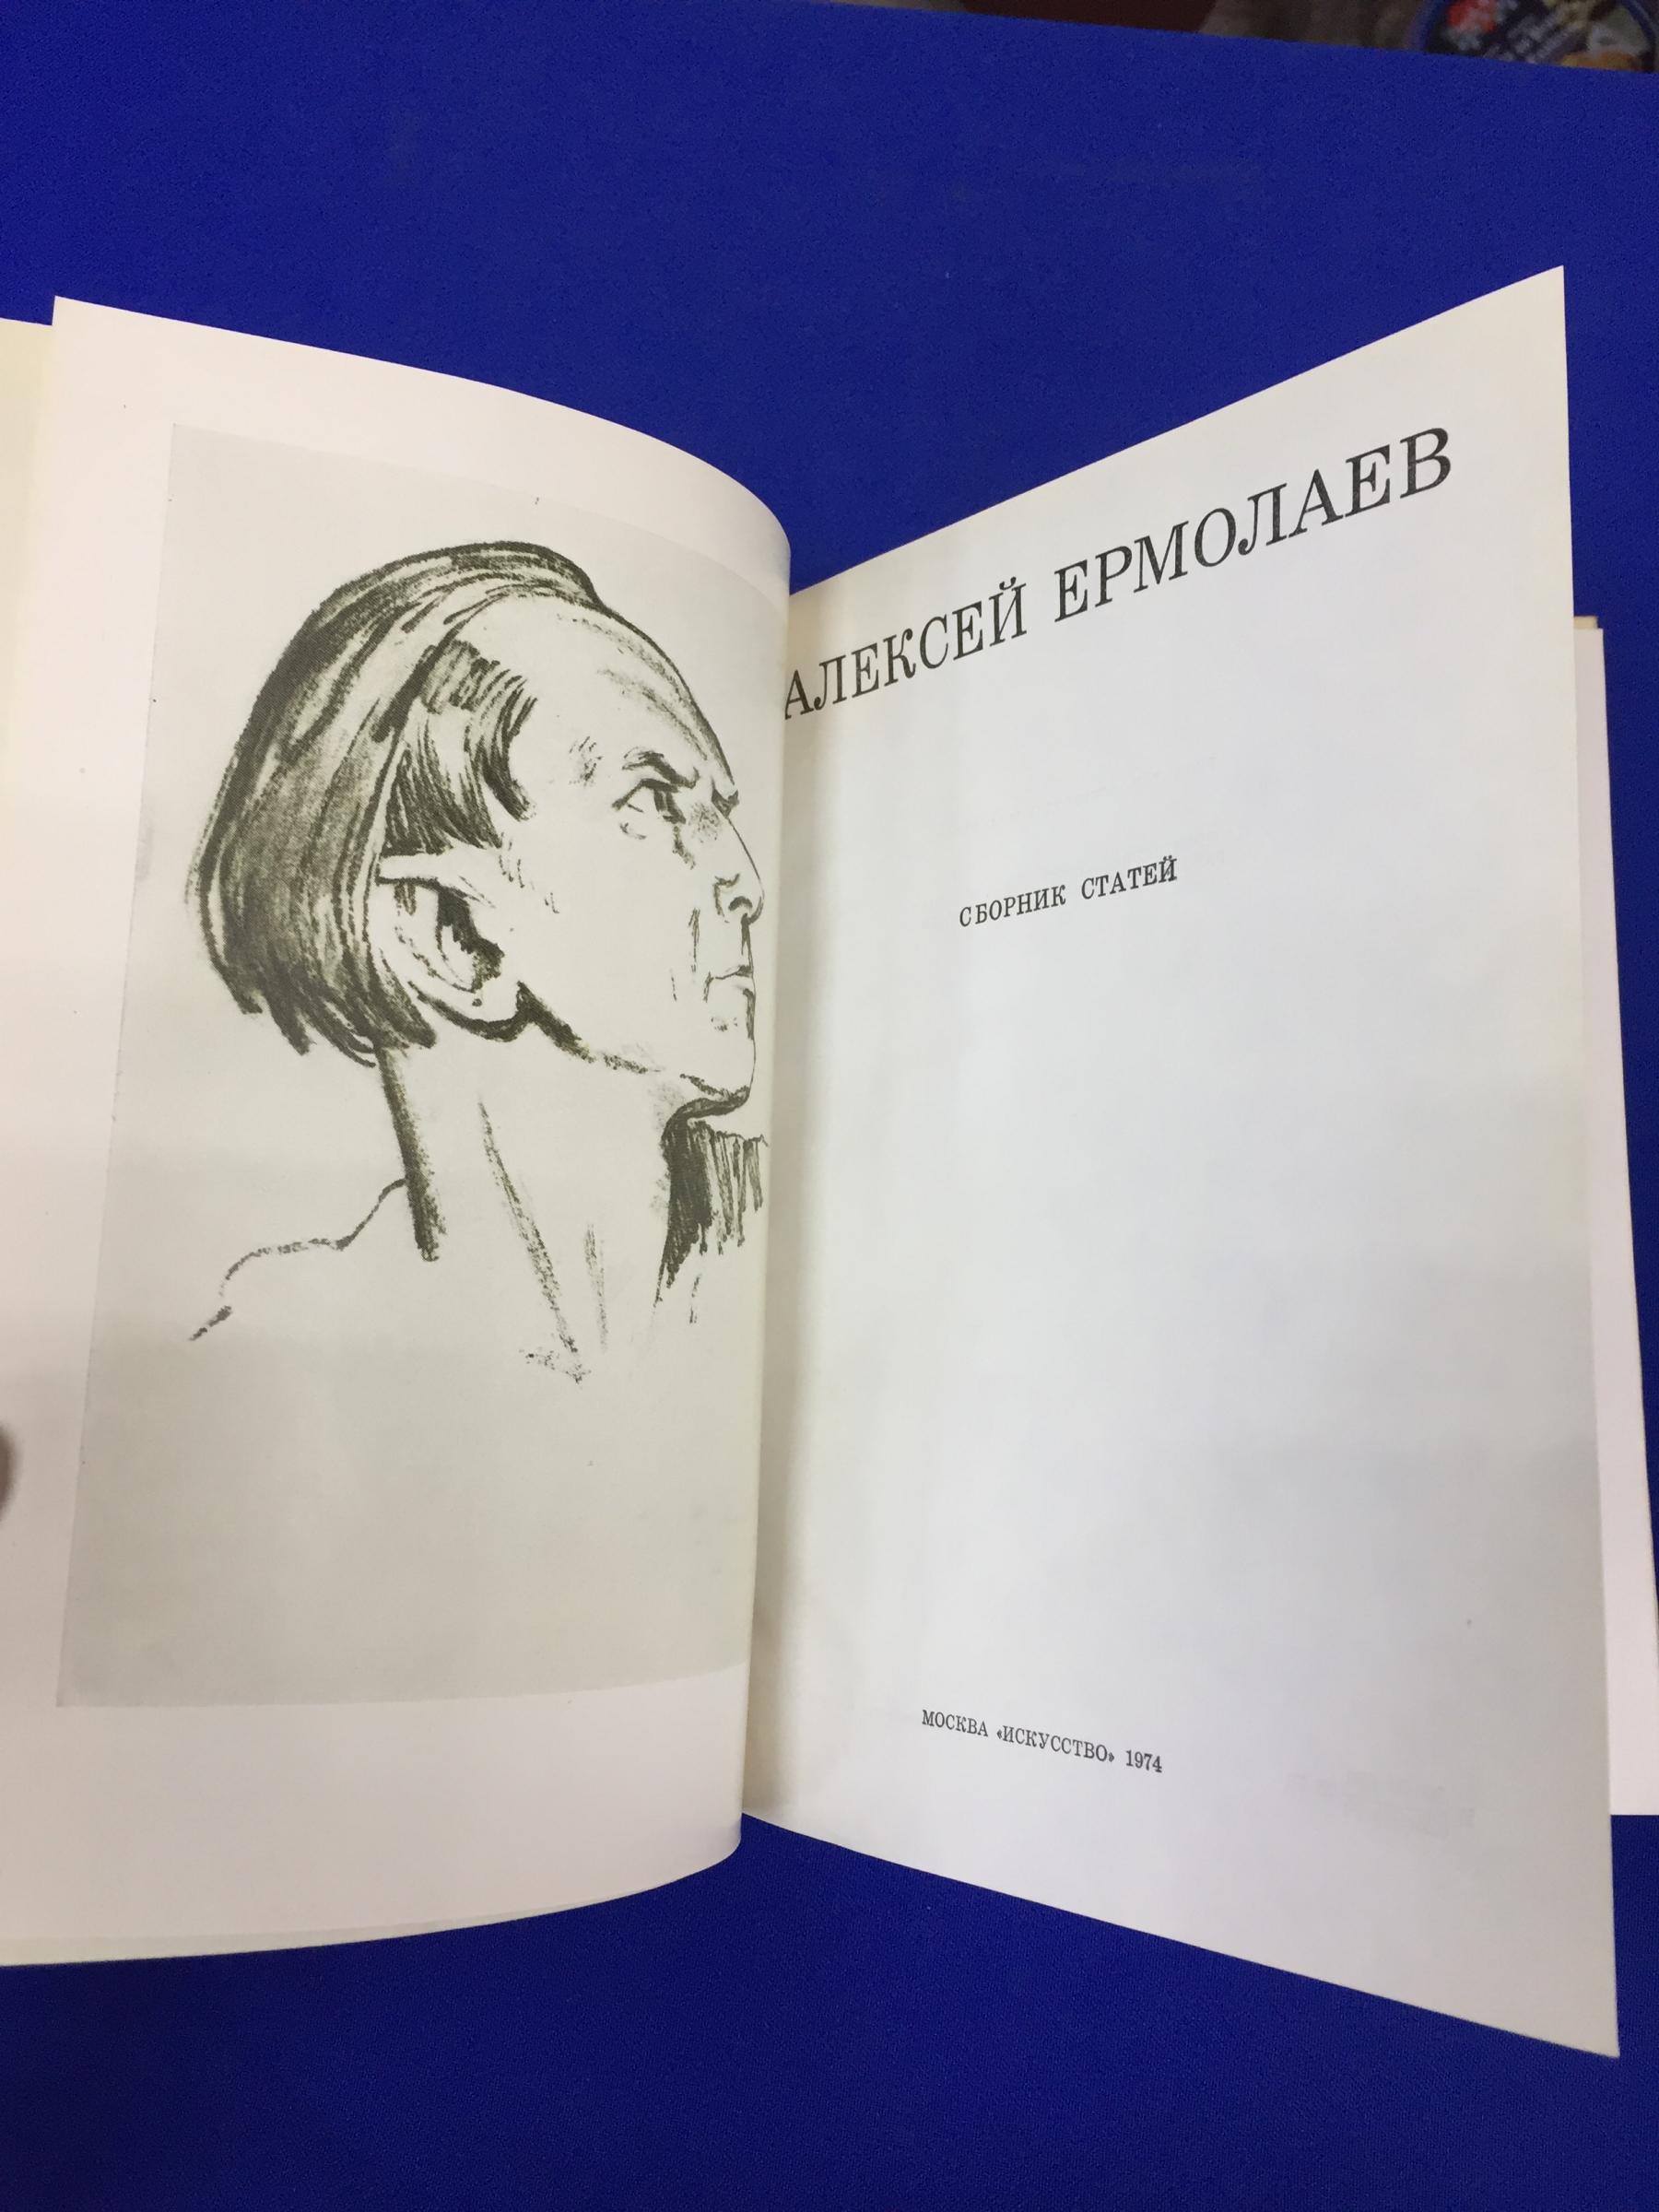 АЛЕКСЕЙ ЕРМОЛАЕВ
СБОРНИК СТАТЕЙ
МОСКВА «ИСКУССТВО» 1974